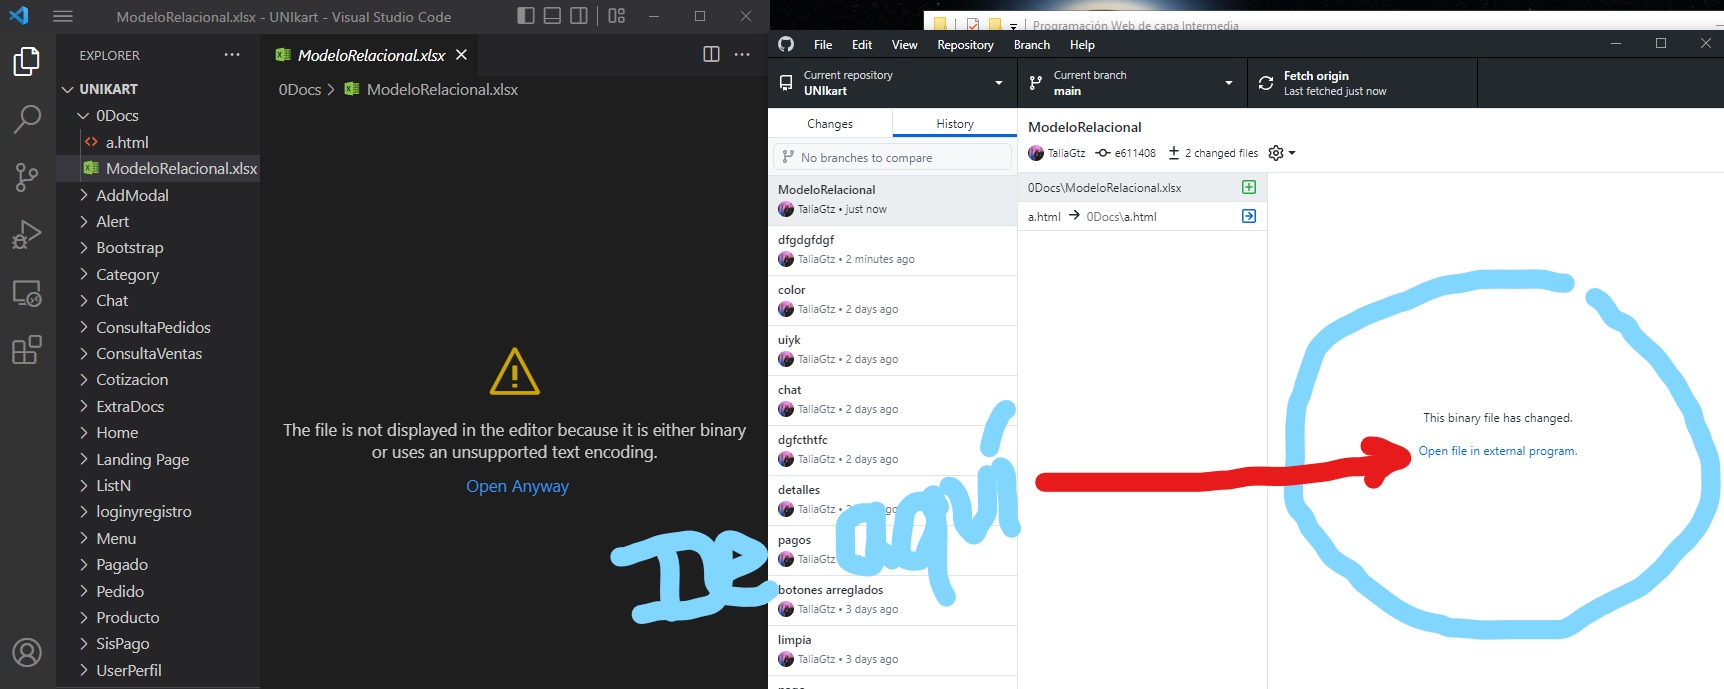 ModeloRelacional.xlsx - UNIkart - Visual Studio Code
EXPLORER
UNIKART
0Docs
a.html
ModeloRelacional.xlsx
AddModal
Alert
Bootstrap
Category
Chat
ConsultaPedidos
ConsultaVentas
Cotizacion
ExtraDocs
Home
Landing Page
ListN
loginyregistro
Menu
Pagado
Pedido
Producto
SisPago
UserPerfil
ModeloRelacional.xlsx
0Docs > ModeloRelacional.xlsx
The file is not displayed in the editor because it is either binary
or uses an unsupported text encoding.
Open Anyway
De aquí
Programación Web de capa Intermedia
File Edit View Repository Branch Help
Current repository
UNIkart
Current branch
main
Fetch origin
Last fetched just now
Changes
History
No branches to compare
ModeloRelacional
TaliaGtz • just now
dfgdgfdgf
TaliaGtz • 2 minutes ago
color
TaliaGtz • 2 days ago
uiyk
TaliaGtz • 2 days ago
chat
TaliaGtz • 2 days ago
dgfcthtfc
TaliaGtz • 2 days ago
detalles
TaliaGtz •
pagos
TaliaGtz
botones arreglados
TaliaGtz • 3 days ago
limpia
TaliaGtz • 3 days ago
ModeloRelacional
TaliaGtz e611408 2 changed files
0Docs\ModeloRelacional.xlsx
a.html → 0Docs\a.html
This binary file has changed.
Open file in external program.